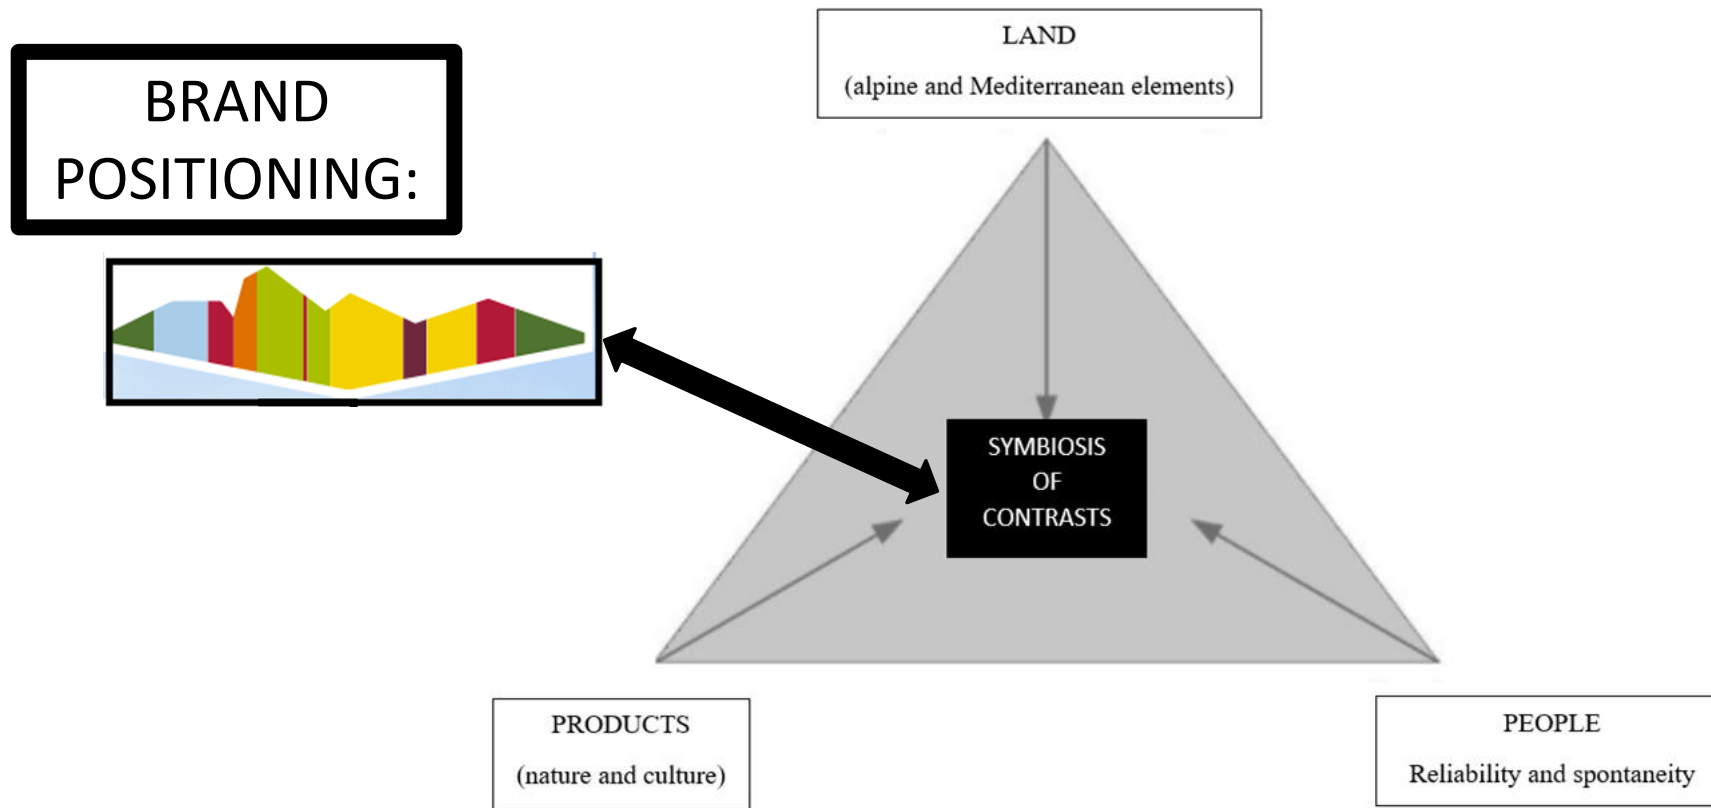 BRAND
POSITIONING:
LAND
(alpine and Mediterranean elements)
SYMBIOSIS
OF
CONTRASTS
PRODUCTS
(nature and culture)
PEOPLE
Reliability and spontaneity